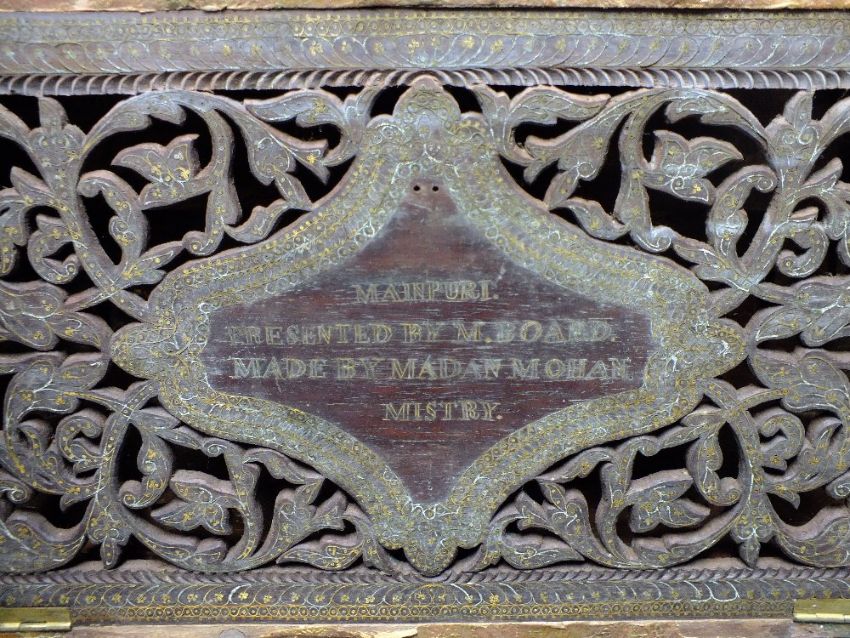 MAINPURI.
PRESENTED BY M. BOARD.
MADE BY MADAN MOHAN
MISTRY.